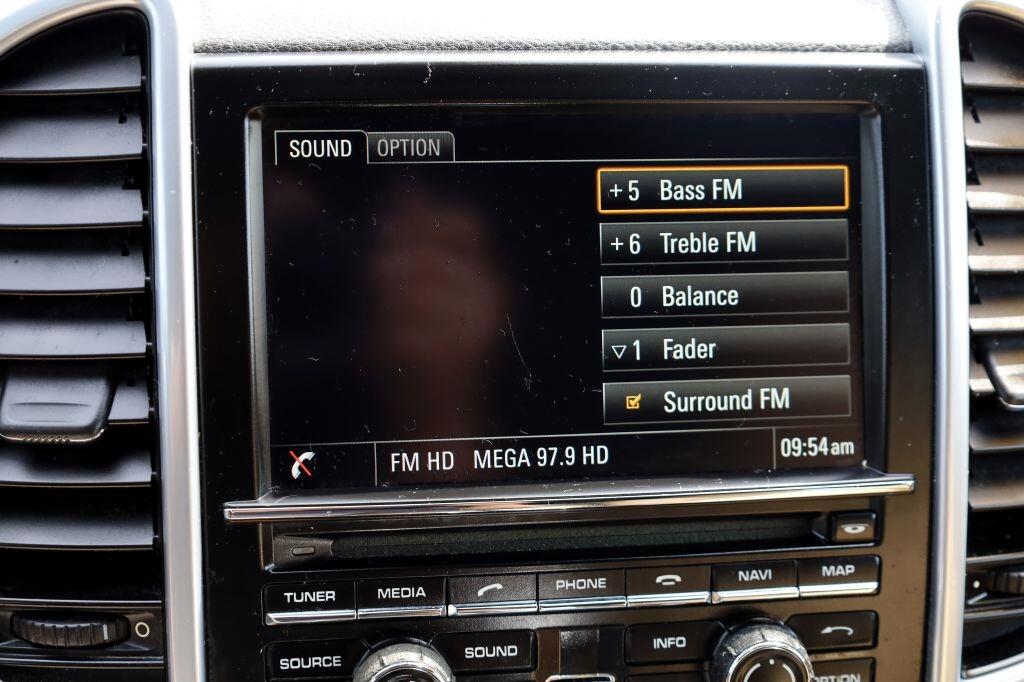 SOUND OPTION
+5 Bass FM
+6 Treble FM
0 Balance
▽1 Fader
Surround FM
FM HD MEGA 97.9 HD 09:54am
TUNER MEDIA PHONE NAVI MAP
SOURCE SOUND INFO OPTION